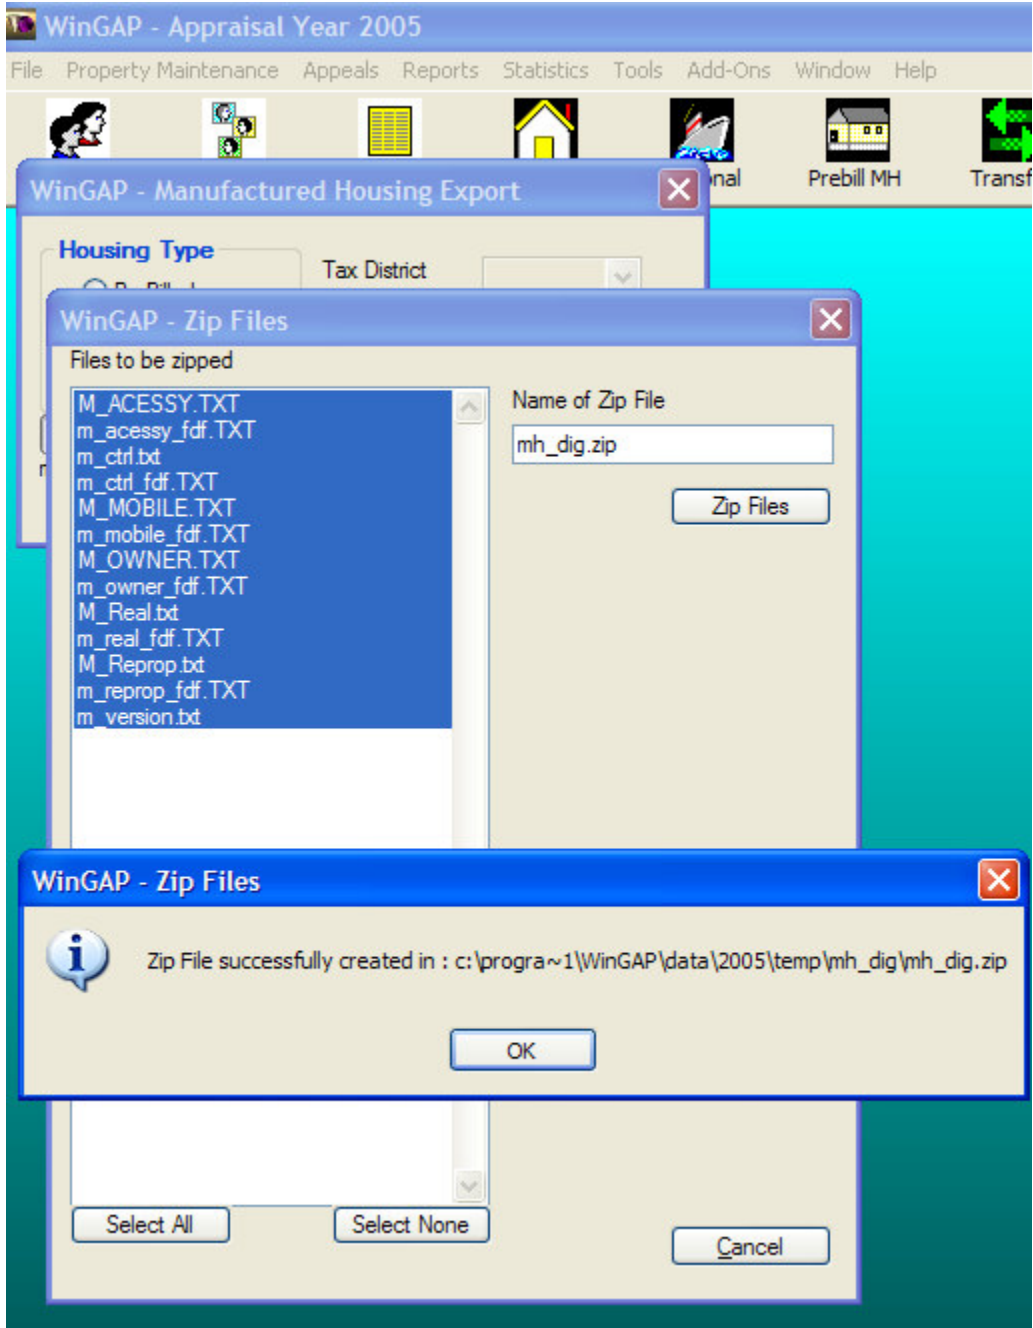 WinGAP - Appraisal Year 2005
File Property Maintenance Appeals Reports Statistics Tools Add-Ons Window Help
Prebill MH
WinGAP - Manufactured Housing Export
Housing Type
Tax District
WinGAP - Zip Files
Files to be zipped
M_ACESSY.TXT
m_acessy_fdf.TXT
m_ctrl.txt
m_ctrl_fdf.TXT
M_MOBILE.TXT
m_mobile_fdf.TXT
M_OWNER.TXT
m_owner_fdf.TXT
M_Real.txt
m_real_fdf.TXT
M_Reprop.txt
m_reprop_fdf.TXT
m_version.txt
Name of Zip File
mh_dig.zip
Zip Files
WinGAP - Zip Files
Zip File successfully created in : c:\progra~1\WinGAP\data\2005\temp\mh_dig\mh_dig.zip
OK
Select All
Select None
Cancel